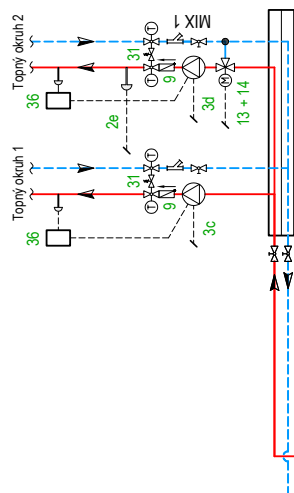 Topný okruh 2
MIX 1
31
T
36
9
T
2e
3d
M
13 + 14
Topný okruh 1
31
T
36
9
T
3c